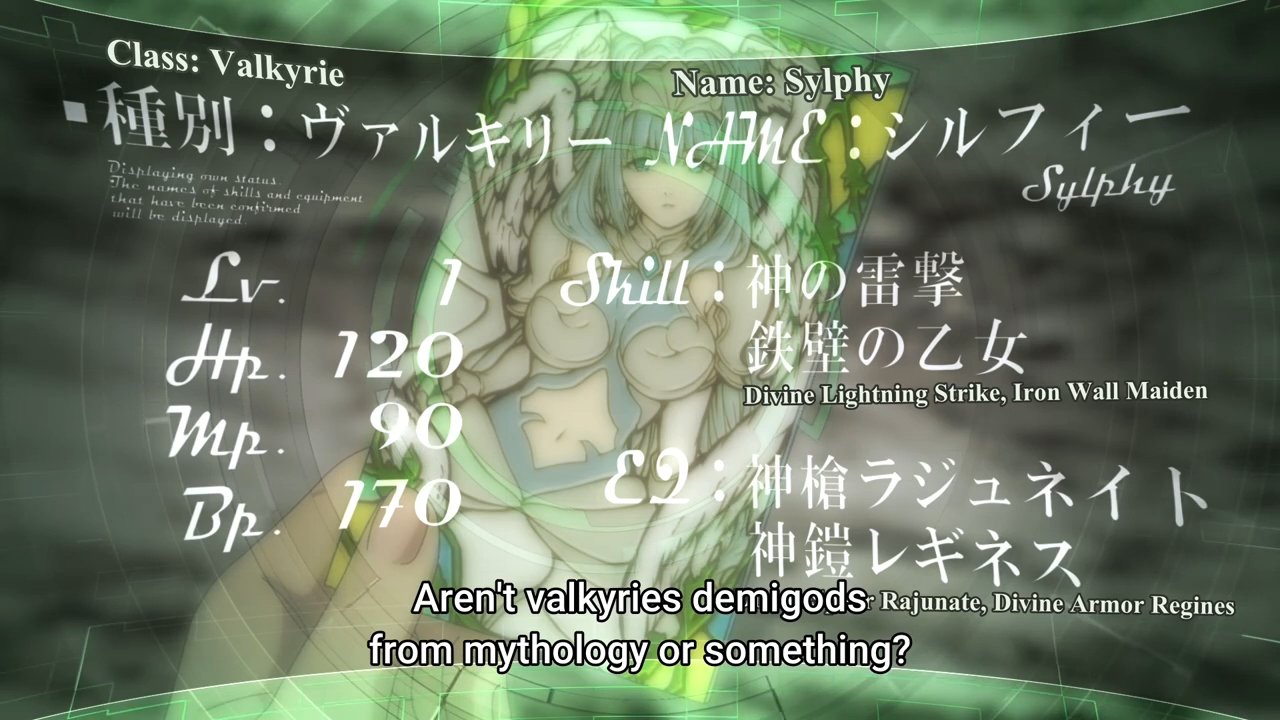 Class: Valkyrie
Name: Sylphy
■種別：ヴァルキリー NAME：シルフィー
Sylphy
Displaying own status.
The names of skills and equipment
that have been confirmed
will be displayed.
Lv. 1
Hp. 120
Mp. 90
Bp. 170
Skill：神の雷撃
鉄壁の乙女
Divine Lightning Strike, Iron Wall Maiden
EQ：神槍ラジュネイト
神鎧レギネス
Rajunate, Divine Armor Regines
Aren't valkyries demigods
from mythology or something?